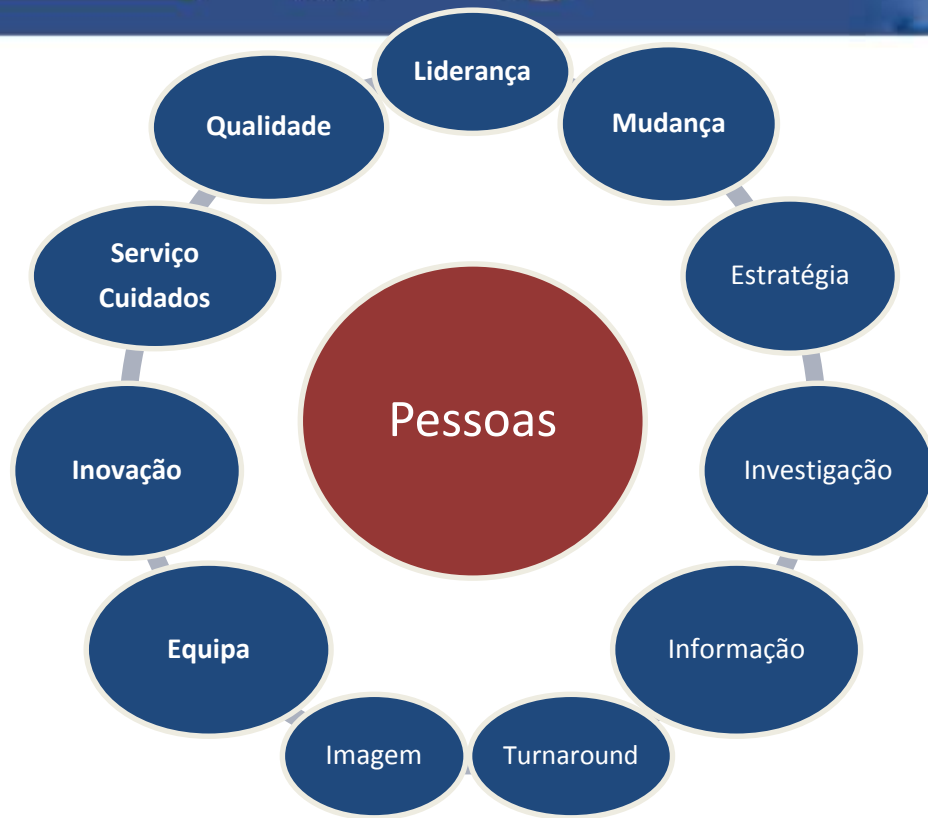 Liderança
Mudança
Estratégia
Investigação
Informação
Turnaround
Imagem
Equipa
Inovação
Serviço
Cuidados
Qualidade
Pessoas